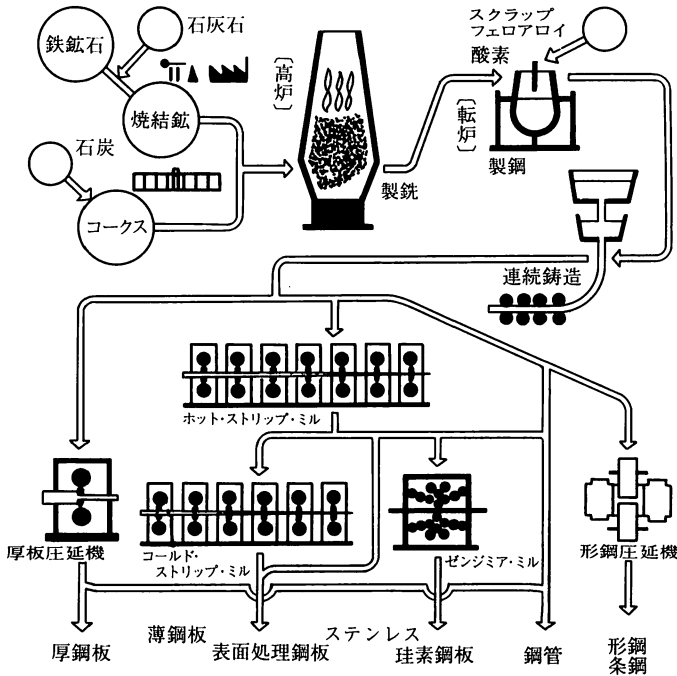 石灰石
鉄鉱石
焼結鉱
石炭
コークス
〔高炉〕
製銑
スクラップ
フェロアロイ
酸素
〔転炉〕
製鋼
連続鋳造
ホット・ストリップ・ミル
厚板圧延機
コールド・
ストリップ・ミル
ゼンジミア・ミル
形鋼圧延機
厚鋼板
薄鋼板
表面処理鋼板
ステンレス
珪素鋼板
鋼管
形鋼
条鋼